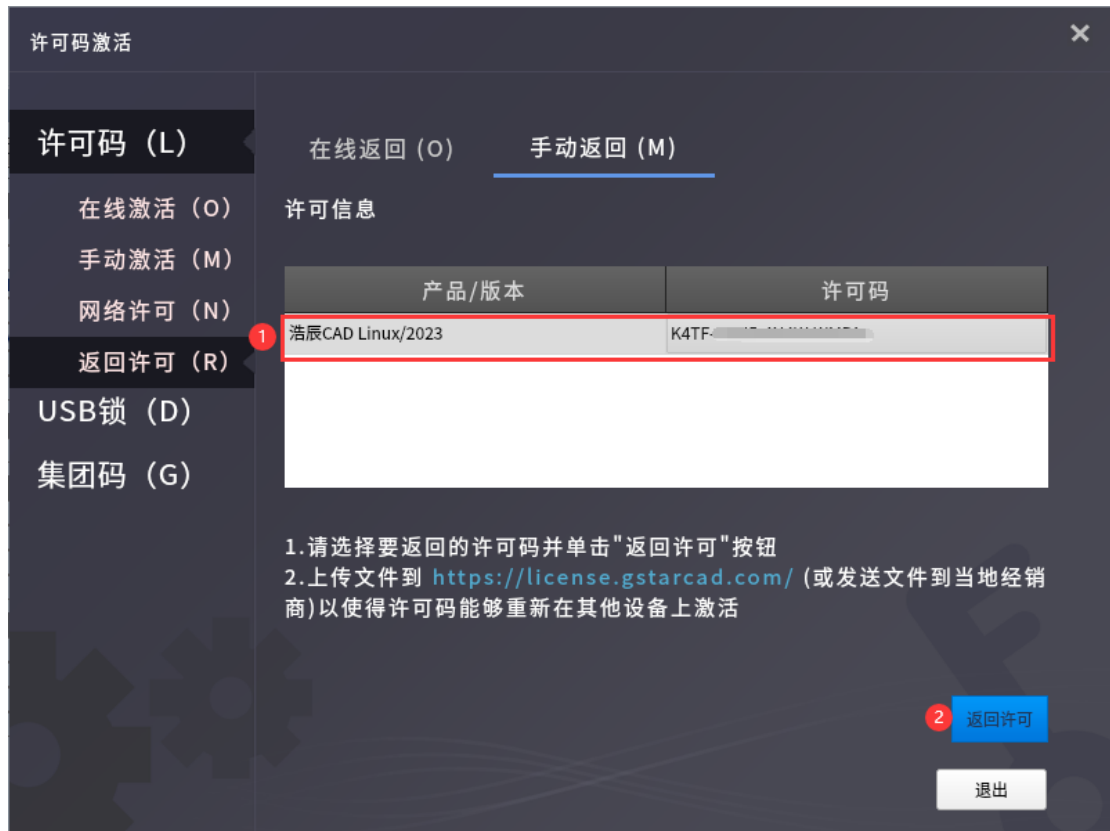 许可码激活
许可码（L）
在线激活（O）
手动激活（M）
网络许可（N）
返回许可（R）
USB锁（D）
集团码（G）
在线返回 (O)
手动返回 (M)
许可信息
产品/版本
许可码
1
浩辰CAD Linux/2023
K4TF-
1.请选择要返回的许可码并单击"返回许可"按钮
2.上传文件到 https://license.gstarcad.com/ (或发送文件到当地经销
商)以使得许可码能够重新在其他设备上激活
2
返回许可
退出